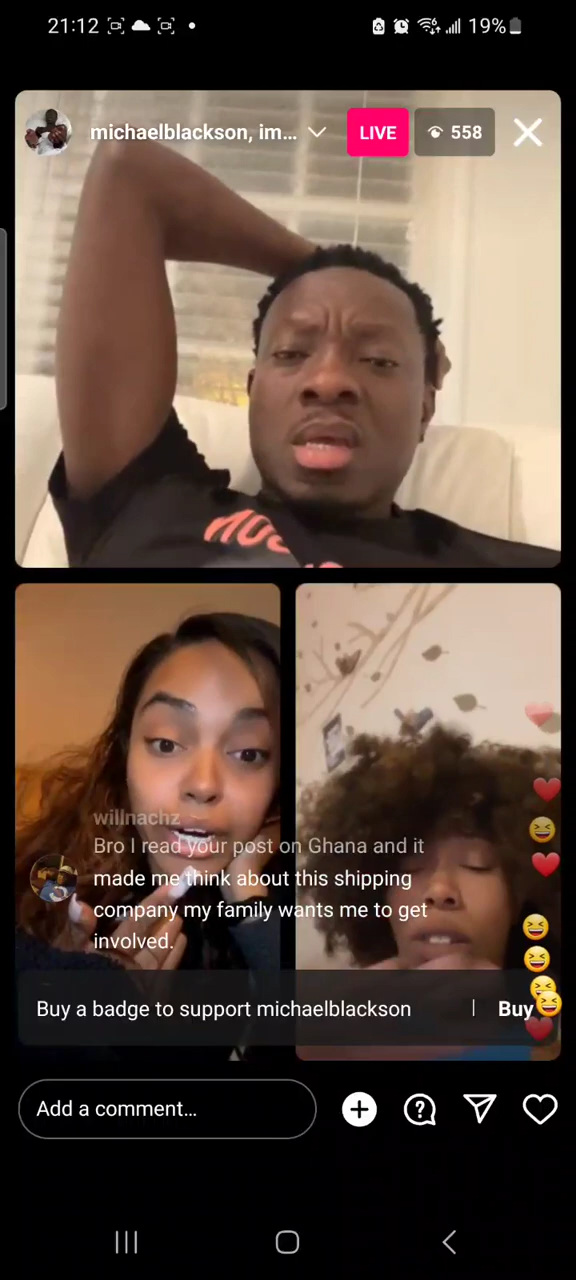 21:12
19%
michaelblackson, im...
LIVE
558
willnachz
Bro I read your post on Ghana and it
made me think about this shipping
company my family wants me to get
involved.
Buy a badge to support michaelblackson | Buy
Add a comment...